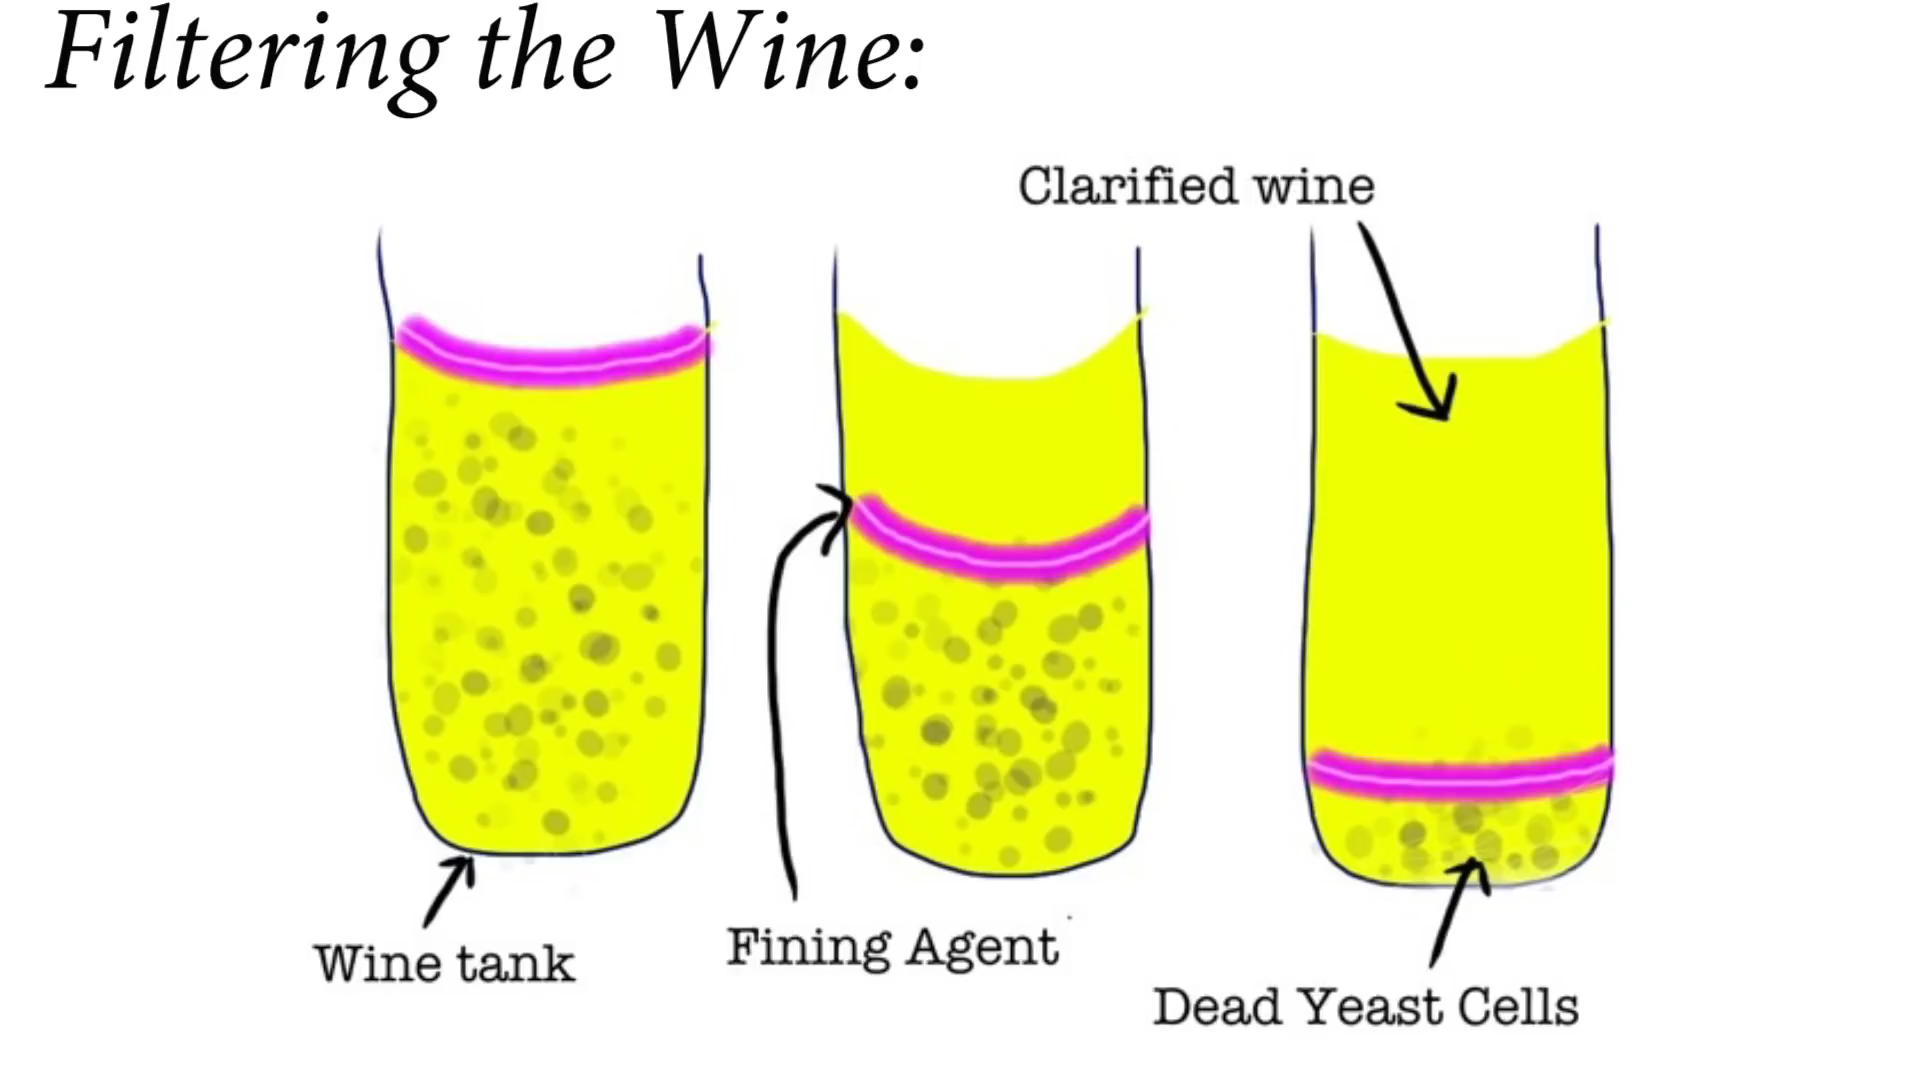 Filtering the Wine:
Clarified wine
Wine tank
Fining Agent
Dead Yeast Cells